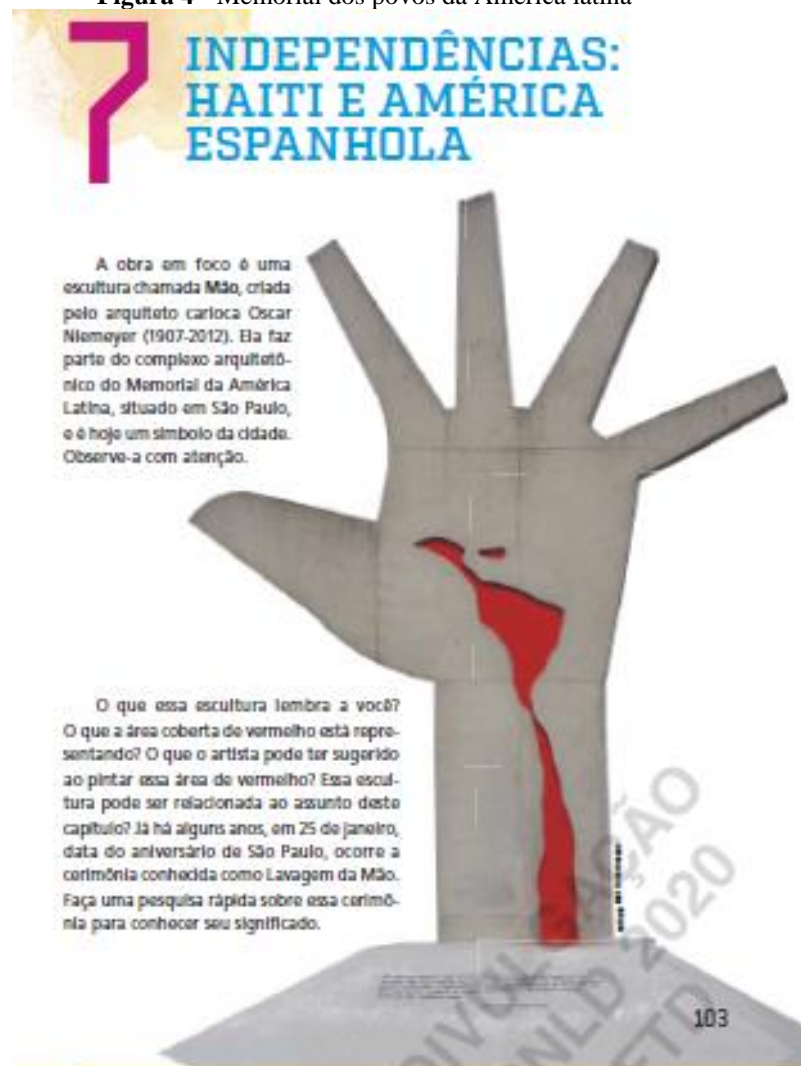 Figura 4 - Memorial dos povos da América latina
7
INDEPENDÊNCIAS:
HAITI E AMÉRICA
ESPANHOLA
A obra em foco é uma
escultura chamada Mão, criada
pelo arquiteto carioca Oscar
Niemeyer (1907-2012). Ela faz
parte do complexo arquitetô-
nico do Memorial da América
Latina, situado em São Paulo,
e é hoje um símbolo da cidade.
Observe-a com atenção.
O que essa escultura lembra a você?
O que a área coberta de vermelho está repre-
sentando? O que o artista pode ter sugerido
ao pintar essa área de vermelho? Essa escul-
tura pode ser relacionada ao assunto deste
capítulo? Já há alguns anos, em 25 de janeiro,
data do aniversário de São Paulo, ocorre a
cerimônia conhecida como Lavagem da Mão.
Faça uma pesquisa rápida sobre essa cerimô-
nia para conhecer seu significado.
DIVULGAÇÃO
PNLD 2020
FTD
103